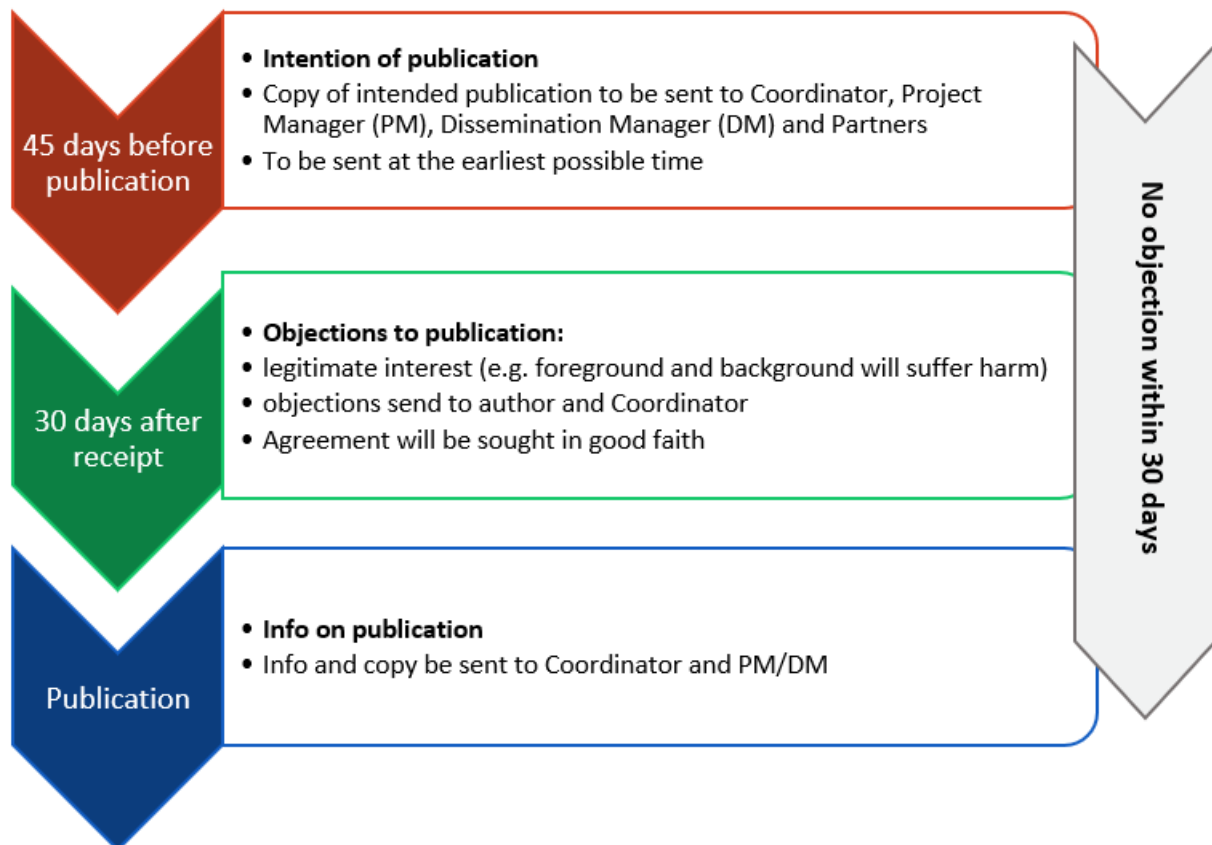 45 days before
publication
• Intention of publication
• Copy of intended publication to be sent to Coordinator, Project
Manager (PM), Dissemination Manager (DM) and Partners
• To be sent at the earliest possible time
30 days after
receipt
• Objections to publication:
• legitimate interest (e.g. foreground and background will suffer harm)
• objections send to author and Coordinator
• Agreement will be sought in good faith
Publication
• Info on publication
• Info and copy be sent to Coordinator and PM/DM
No objection within 30 days